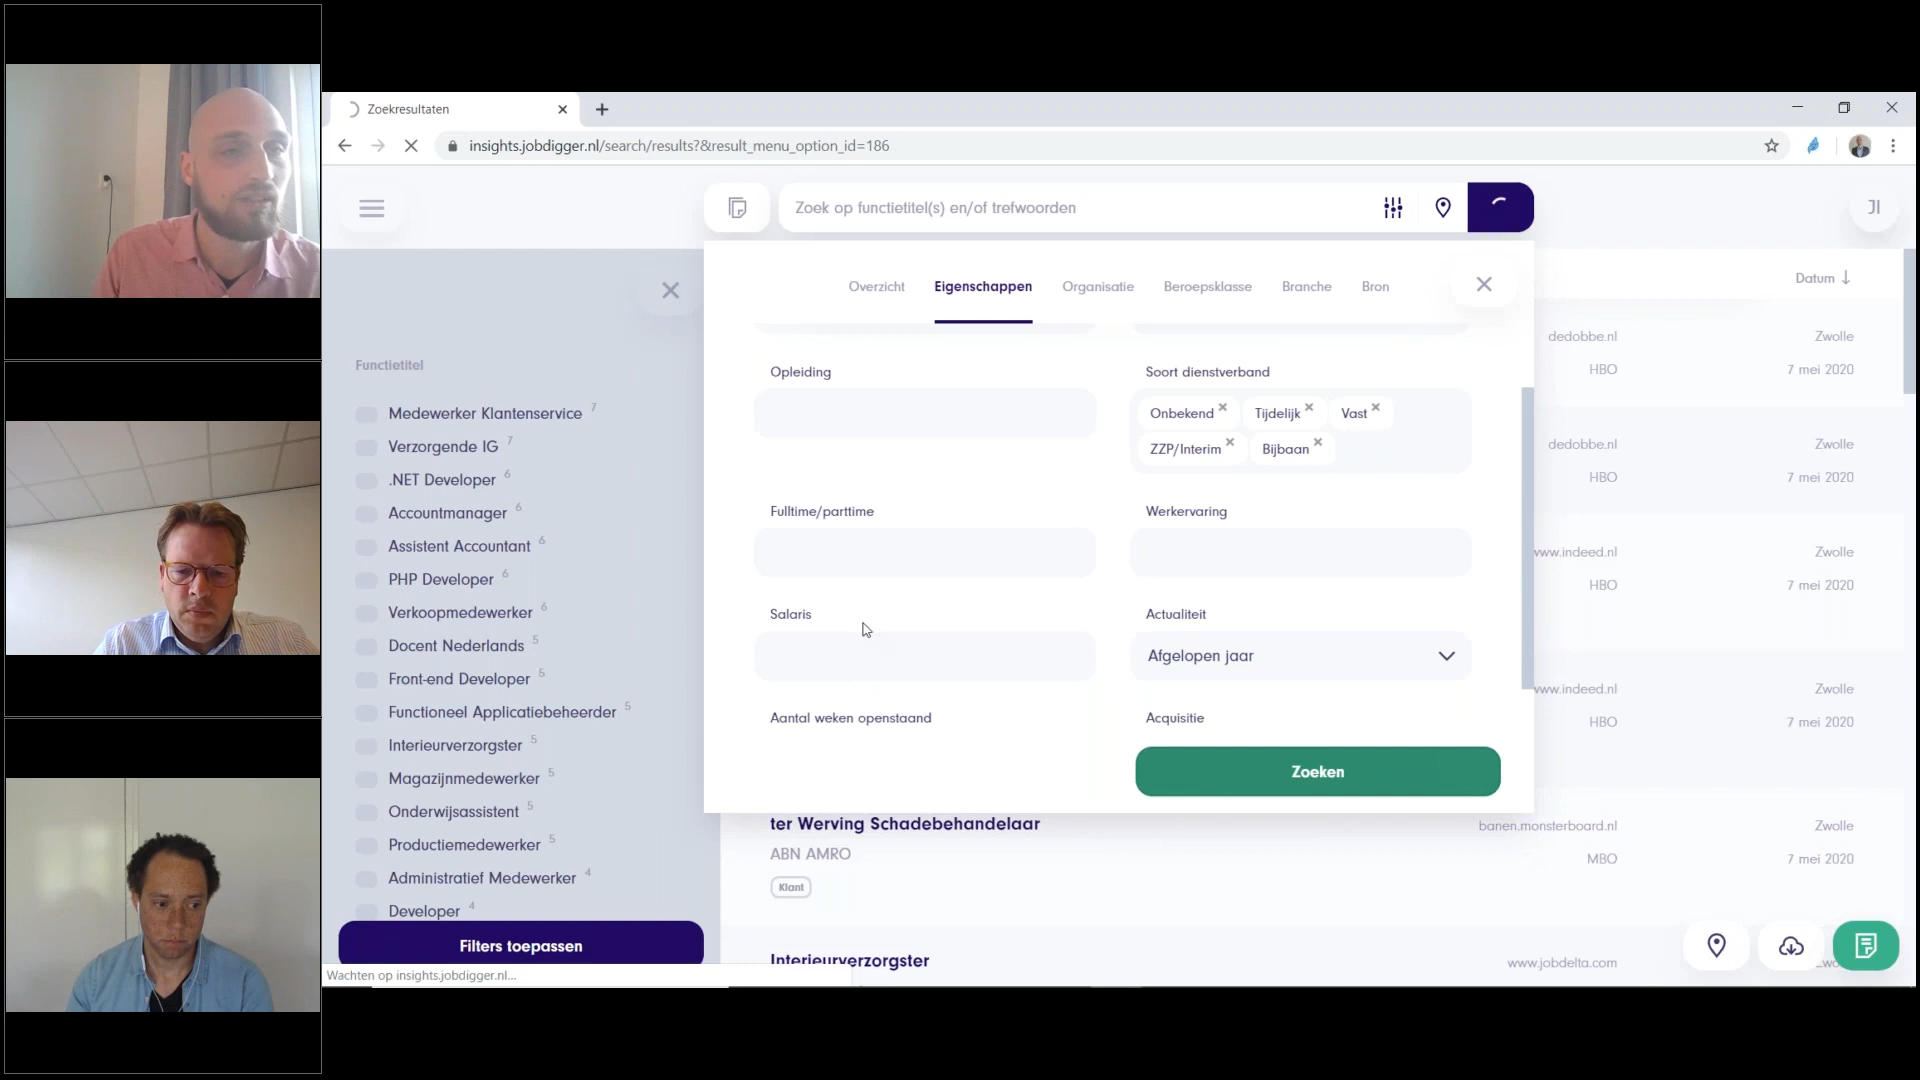 Zoekresultaten
insights.jobdigger.nl/search/results?&result_menu_option_id=186
Zoek op functietitel(s) en/of trefwoorden
JI
Overzicht Eigenschappen Organisatie Beroepsklasse Branche Bron
Datum
Opleiding
Soort dienstverband
Onbekend Tijdelijk Vast
ZZP/Interim Bijbaan
Fulltime/parttime
Werkervaring
Salaris
Actualiteit
Afgelopen jaar
Aantal weken openstaand
Acquisitie
Zoeken
Functietitel
Medewerker Klantenservice 7
Verzorgende IG 7
.NET Developer 6
Accountmanager 6
Assistent Accountant 6
PHP Developer 6
Verkoopmedewerker 6
Docent Nederlands 5
Front-end Developer 5
Functioneel Applicatiebeheerder 5
Interieurverzorgster 5
Magazijnmedewerker 5
Onderwijsassistent 5
Productiemedewerker 5
Administratief Medewerker 4
Developer 4
Filters toepassen
Wachten op insights.jobdigger.nl...
dedobbe.nl Zwolle
HBO 7 mei 2020
dedobbe.nl Zwolle
HBO 7 mei 2020
www.indeed.nl Zwolle
HBO 7 mei 2020
www.indeed.nl Zwolle
HBO 7 mei 2020
ter Werving Schadebehandelaar
banen.monsterboard.nl Zwolle
ABN AMRO
MBO 7 mei 2020
Klant
Interieurverzorgster
www.jobdelta.com